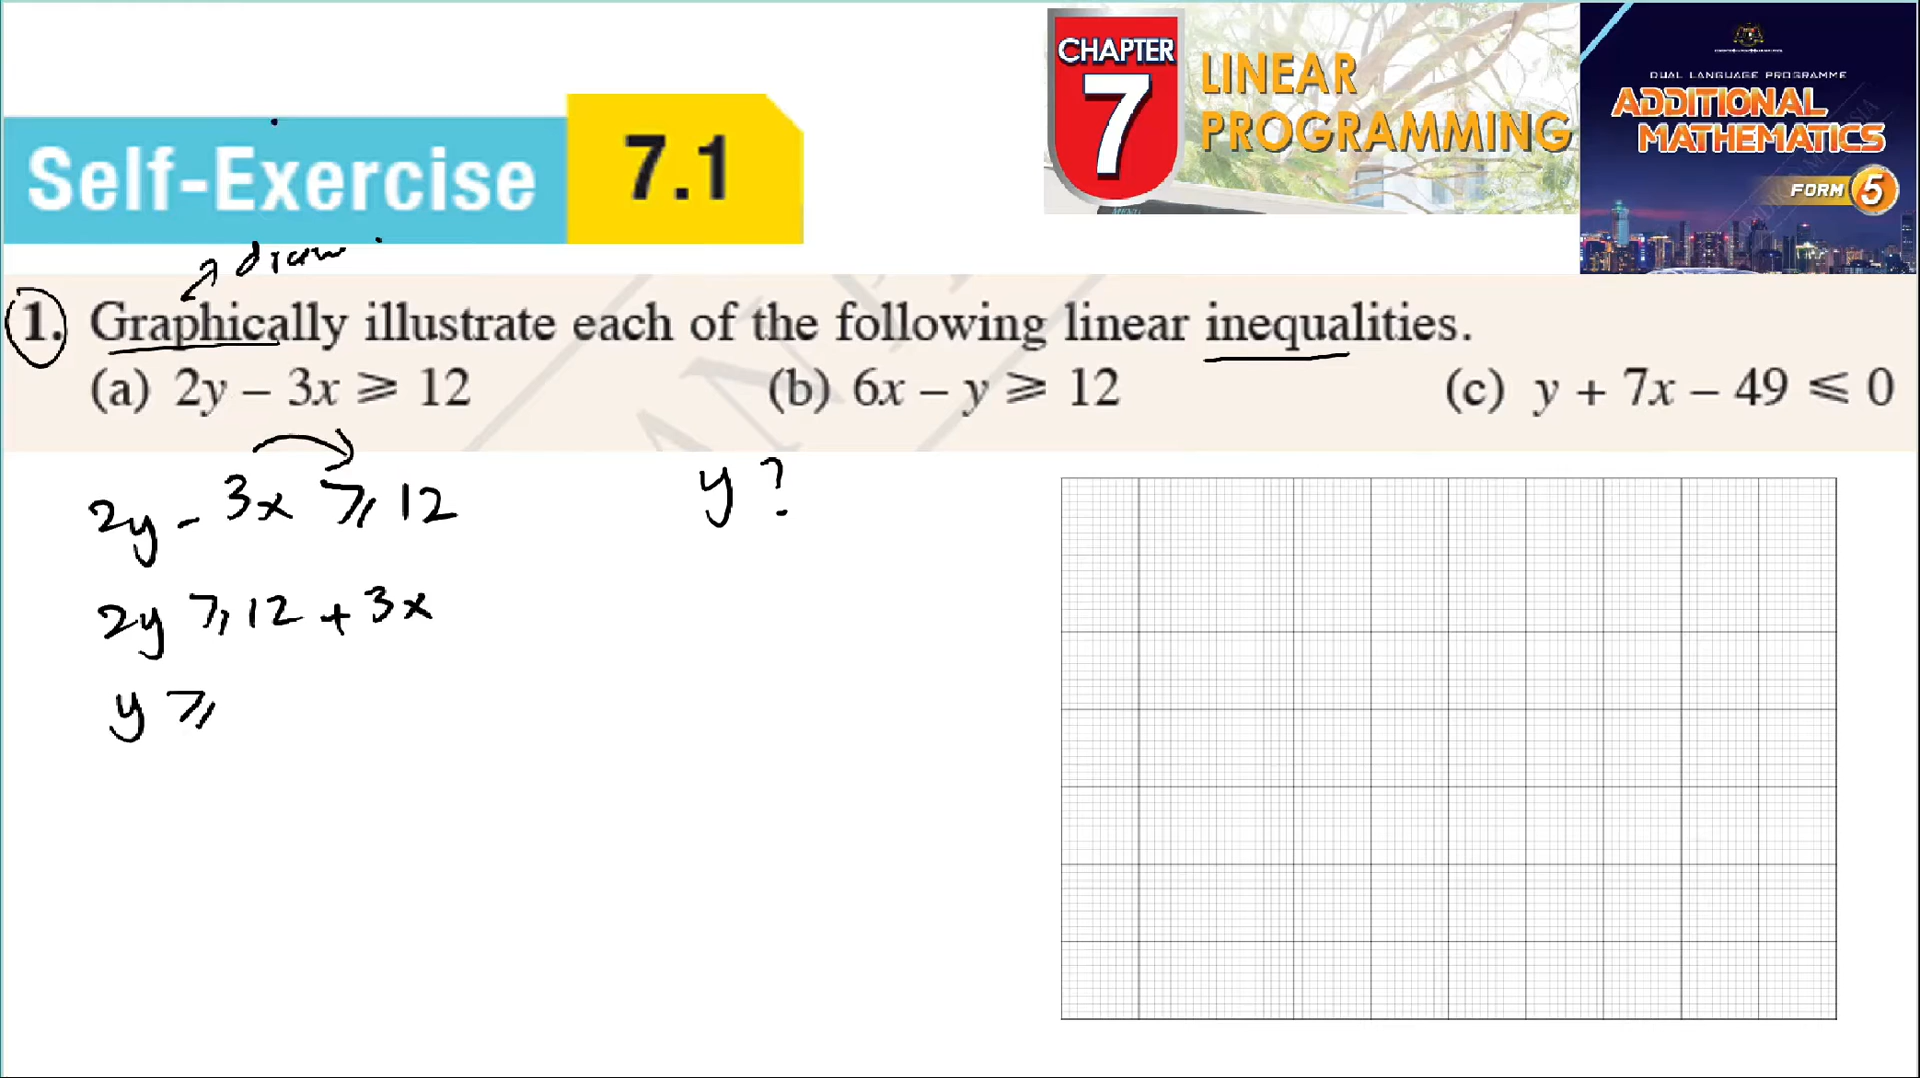 CHAPTER
7
LINEAR
PROGRAMMING
DUAL LANGUAGE PROGRAMME
ADDITIONAL
MATHEMATICS
FORM 5
Self-Exercise 7.1
draw
1. Graphically illustrate each of the following linear inequalities.
(a) 2y – 3x ⩾ 12 (b) 6x – y ⩾ 12 (c) y + 7x – 49 ⩽ 0
2y - 3x ⩾ 12 y ?
2y ⩾ 12 + 3x
y ⩾